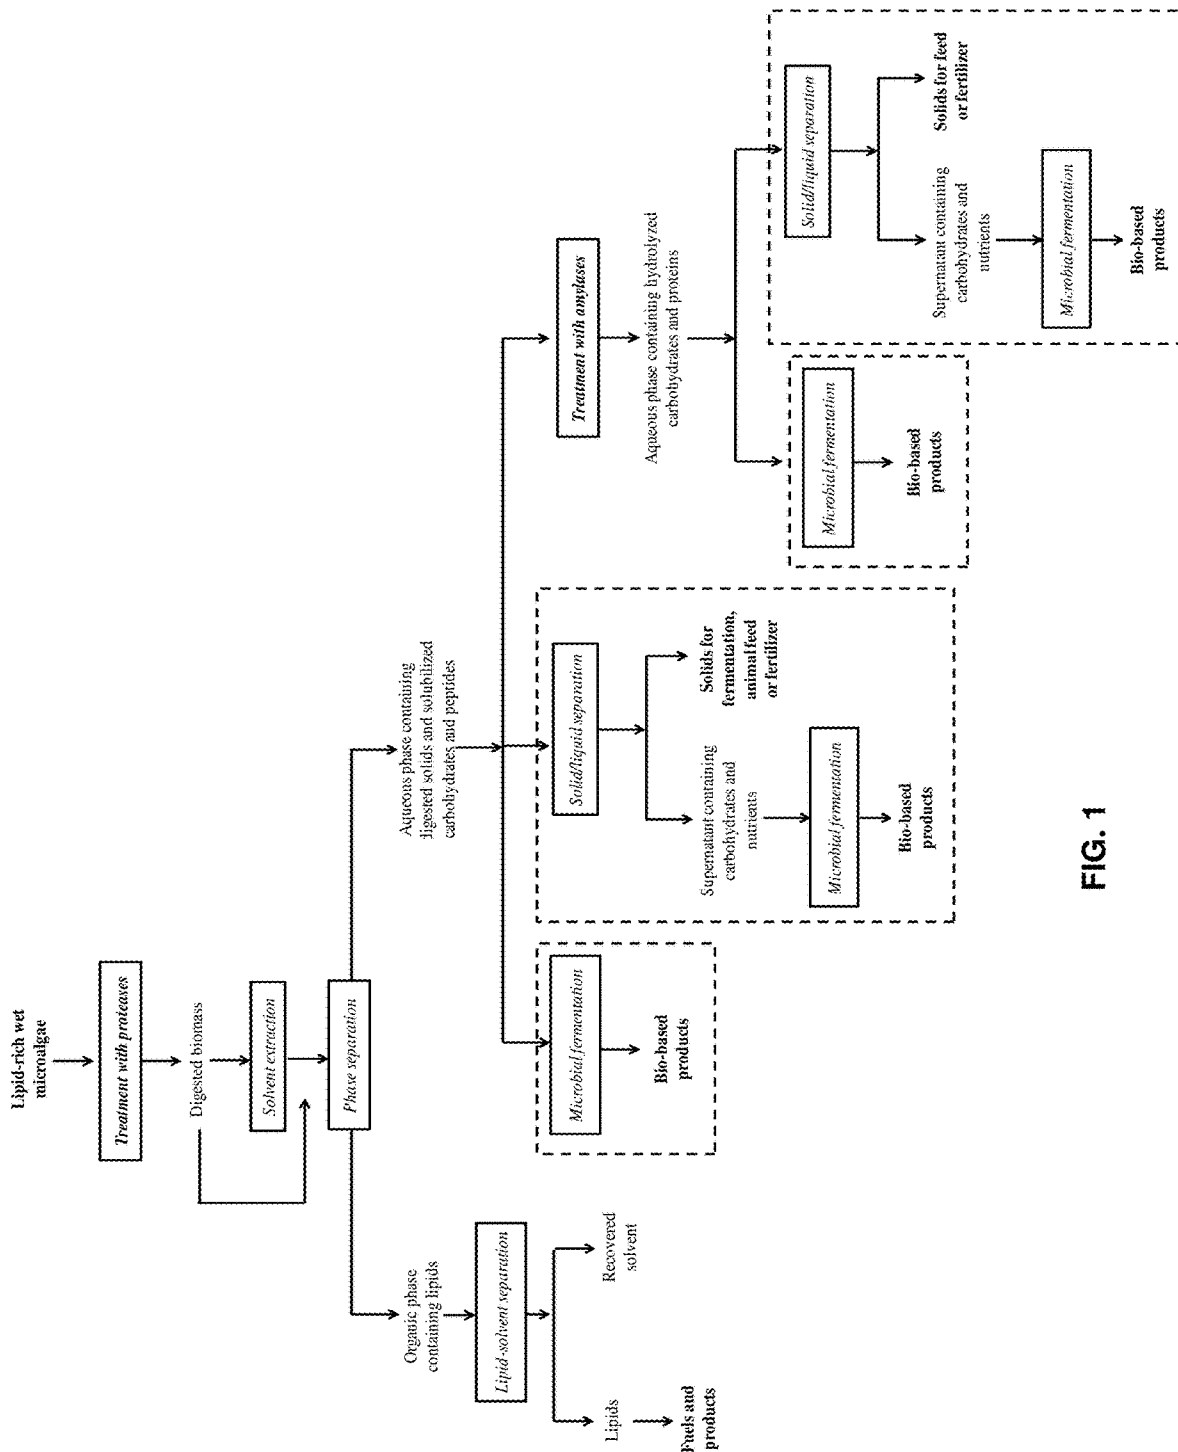 Lipid-rich wet
microalgae
Treatment with proteases
Digested biomass
Solvent extraction
Phase separation
Organic phase
containing lipids
Lipid-solvent separation
Lipids
Recovered
solvent
Fuels and
products
Aqueous phase containing
digested solids and solubilized
carbohydrates and peptides
Microbial fermentation
Bio-based
products
Solid/liquid separation
Supernatant containing
carbohydrates and
nutrients
Solids for
fermentation,
animal feed
or fertilizer
Microbial fermentation
Bio-based
products
Treatment with amylases
Aqueous phase containing hydrolyzed
carbohydrates and proteins
Microbial fermentation
Bio-based
products
Solid/liquid separation
Supernatant containing
carbohydrates and
nutrients
Solids for feed
or fertilizer
Microbial fermentation
Bio-based
products
FIG. 1